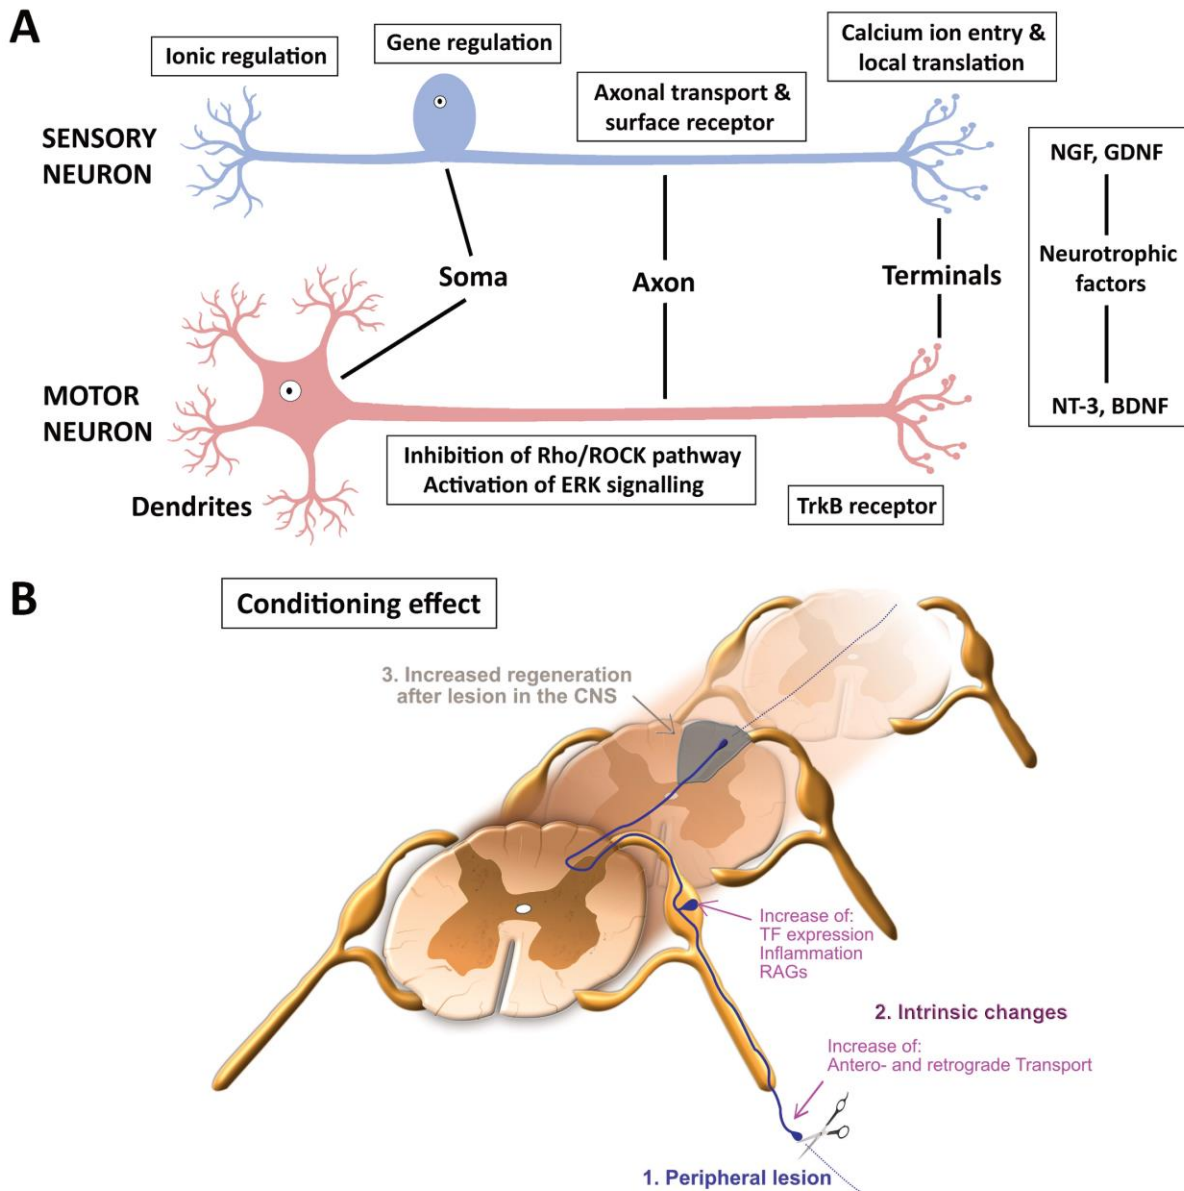 A
Ionic regulation
Gene regulation
Calcium ion entry &
local translation
Axonal transport &
surface receptor
SENSORY
NEURON
NGF, GDNF
Soma
Axon
Terminals
Neurotrophic
factors
MOTOR
NEURON
NT-3, BDNF
Inhibition of Rho/ROCK pathway
Activation of ERK signalling
Dendrites
TrkB receptor
B
Conditioning effect
3. Increased regeneration
after lesion in the CNS
Increase of:
TF expression
Inflammation
RAGs
2. Intrinsic changes
Increase of:
Antero- and retrograde Transport
1. Peripheral lesion